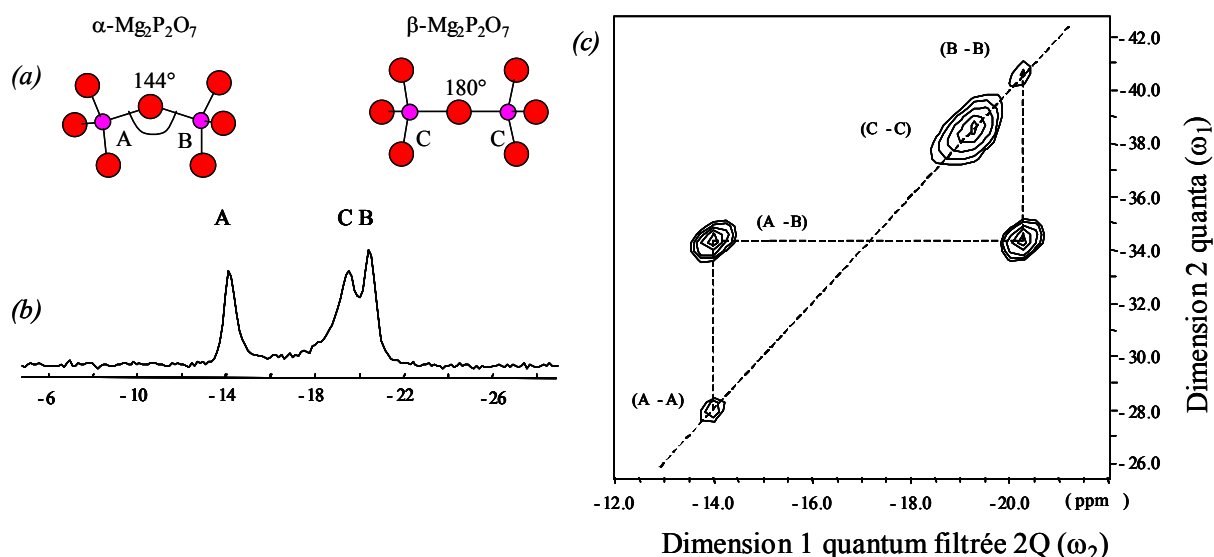 α-Mg2P2O7
β-Mg2P2O7
(a)
144°
A
B
180°
C
C
A
C B
(b)
-6
-10
-14
-18
-22
-26
(c)
(B -B)
(C -C)
(A -B)
(A -A)
-42.0
-40.0
-38.0
-36.0
-34.0
-32.0
-30.0
-28.0
-26.0
Dimension 2 quanta (ω1)
-12.0
-14.0
-16.0
-18.0
-20.0
(ppm )
Dimension 1 quantum filtrée 2Q (ω2)